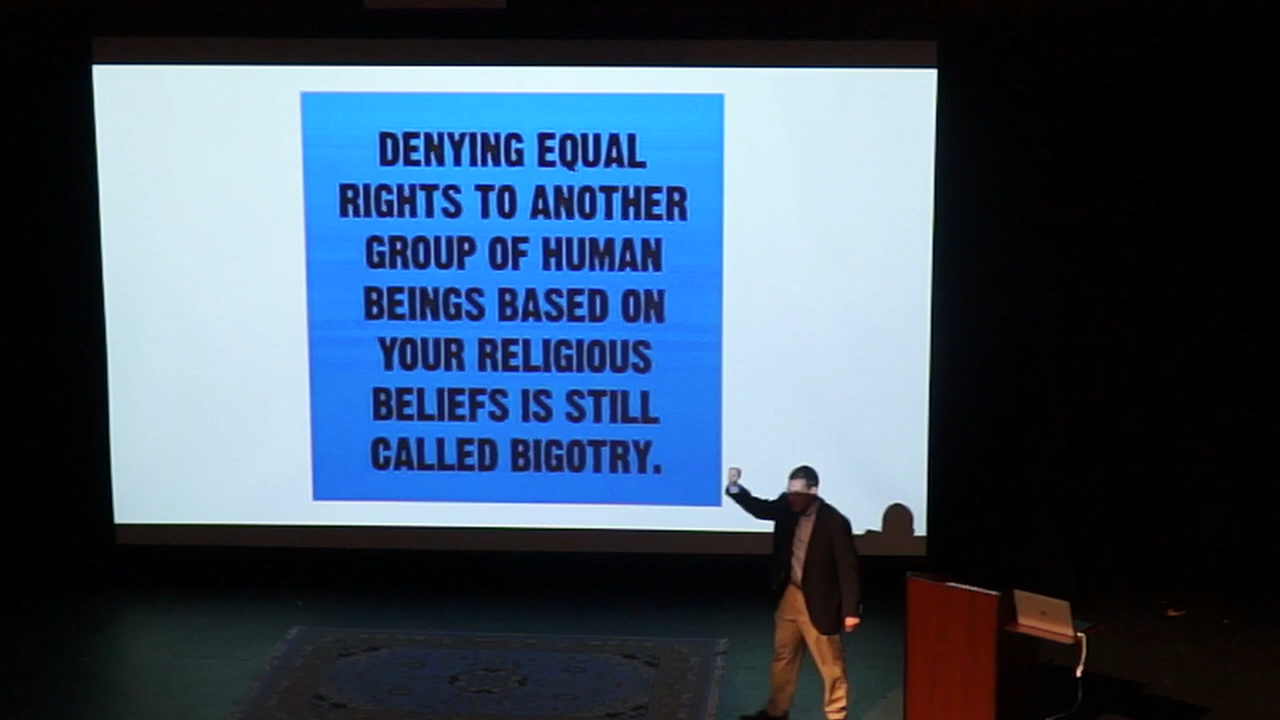 DENYING EQUAL
RIGHTS TO ANOTHER
GROUP OF HUMAN
BEINGS BASED ON
YOUR RELIGIOUS
BELIEFS IS STILL
CALLED BIGOTRY.